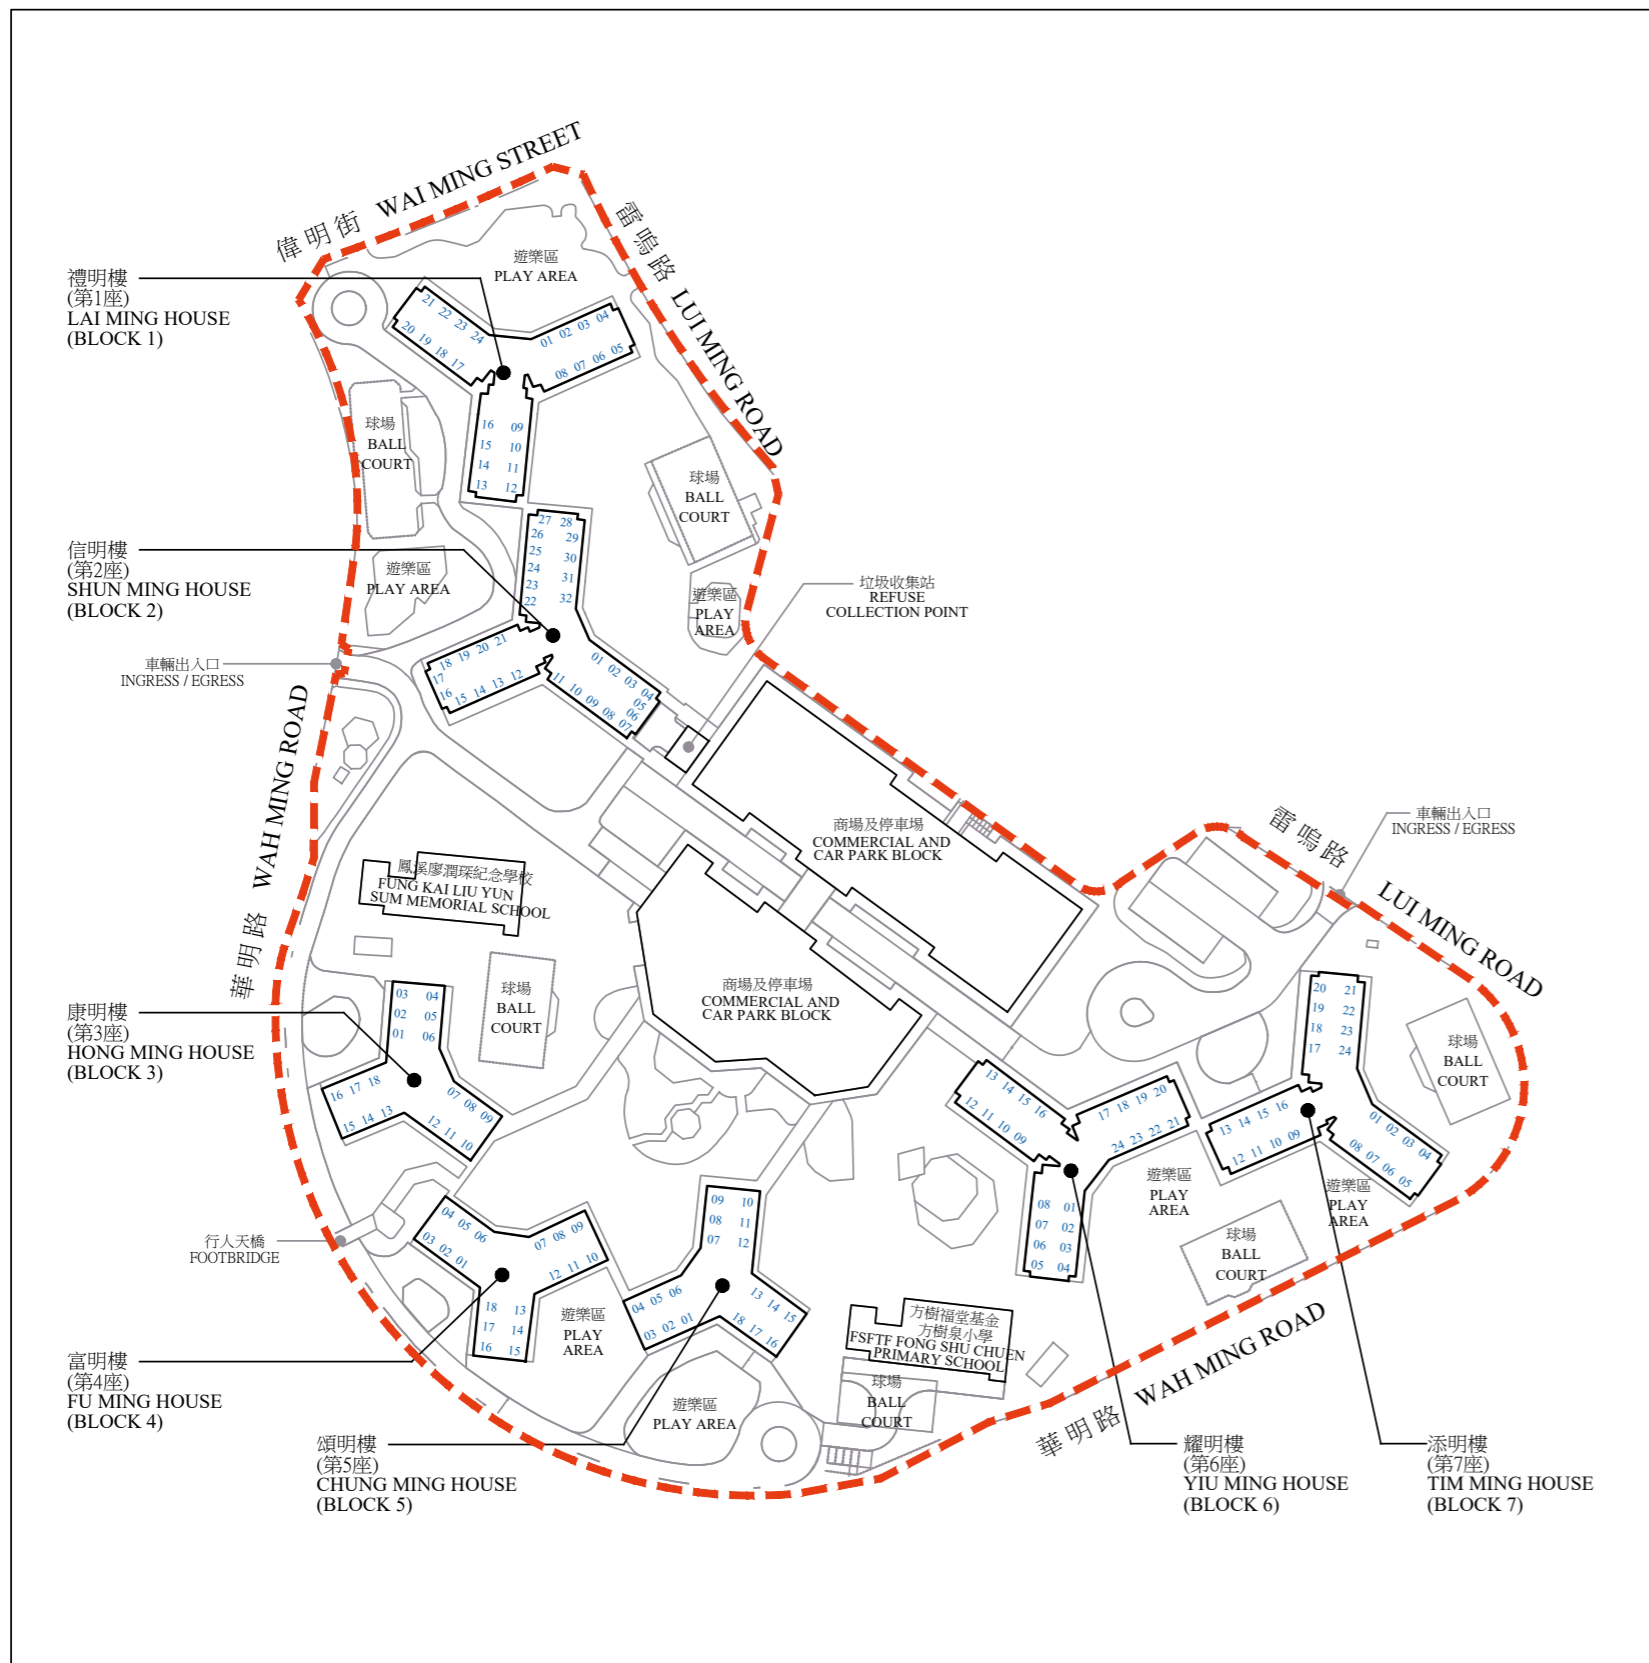 偉明街 WAI MING STREET
雷鳴路 LUI MING ROAD
遊樂區
PLAY AREA
禮明樓
(第1座)
LAI MING HOUSE
(BLOCK 1)
21 22 23 24
20 19 18 17
01 02 03 04
08 07 06 05
16 09
15 10
14 11
13 12
球場
BALL
COURT
球場
BALL
COURT
信明樓
(第2座)
SHUN MING HOUSE
(BLOCK 2)
27 28
26 29
25 30
24 31
23
22 32
18 19 20 21
17
16 15 14 13 12
01 02 03 04
05
06
11 10 09 08 07
遊樂區
PLAY AREA
遊樂區
PLAY
AREA
垃圾收集站
REFUSE
COLLECTION POINT
車輛出入口
INGRESS / EGRESS
華明路 WAH MING ROAD
商場及停車場
COMMERCIAL AND
CAR PARK BLOCK
雷鳴路 LUI MING ROAD
車輛出入口
INGRESS / EGRESS
鳳溪廖潤琛紀念學校
FUNG KAI LIU YUN
SUM MEMORIAL SCHOOL
球場
BALL
COURT
商場及停車場
COMMERCIAL AND
CAR PARK BLOCK
康明樓
(第3座)
HONG MING HOUSE
(BLOCK 3)
03 04
02 05
01 06
16 17 18
15 14 13
07 08 09
12 11 10
13 14 15 16
12 11 10 09
17 18 19 20
24 23 22 21
08 01
07 02
06 03
05 04
20 21
19 22
18 23
17 24
13 14 15 16
12 11 10 09
01 02 03 04
08 07 06 05
球場
BALL
COURT
遊樂區
PLAY
AREA
遊樂區
PLAY
AREA
球場
BALL
COURT
行人天橋
FOOTBRIDGE
04 05 06
03 02 01
07 08 09
12 11 10
18 13
17 14
16 15
09 10
08 11
07 12
04 05 06
03 02 01
13 14 15
18 17 16
遊樂區
PLAY
AREA
遊樂區
PLAY AREA
方樹福堂基金
方樹泉小學
FSFTF FONG SHU CHUEN
PRIMARY SCHOOL
球場
BALL
COURT
華明路 WAH MING ROAD
富明樓
(第4座)
FU MING HOUSE
(BLOCK 4)
頌明樓
(第5座)
CHUNG MING HOUSE
(BLOCK 5)
耀明樓
(第6座)
YIU MING HOUSE
(BLOCK 6)
添明樓
(第7座)
TIM MING HOUSE
(BLOCK 7)